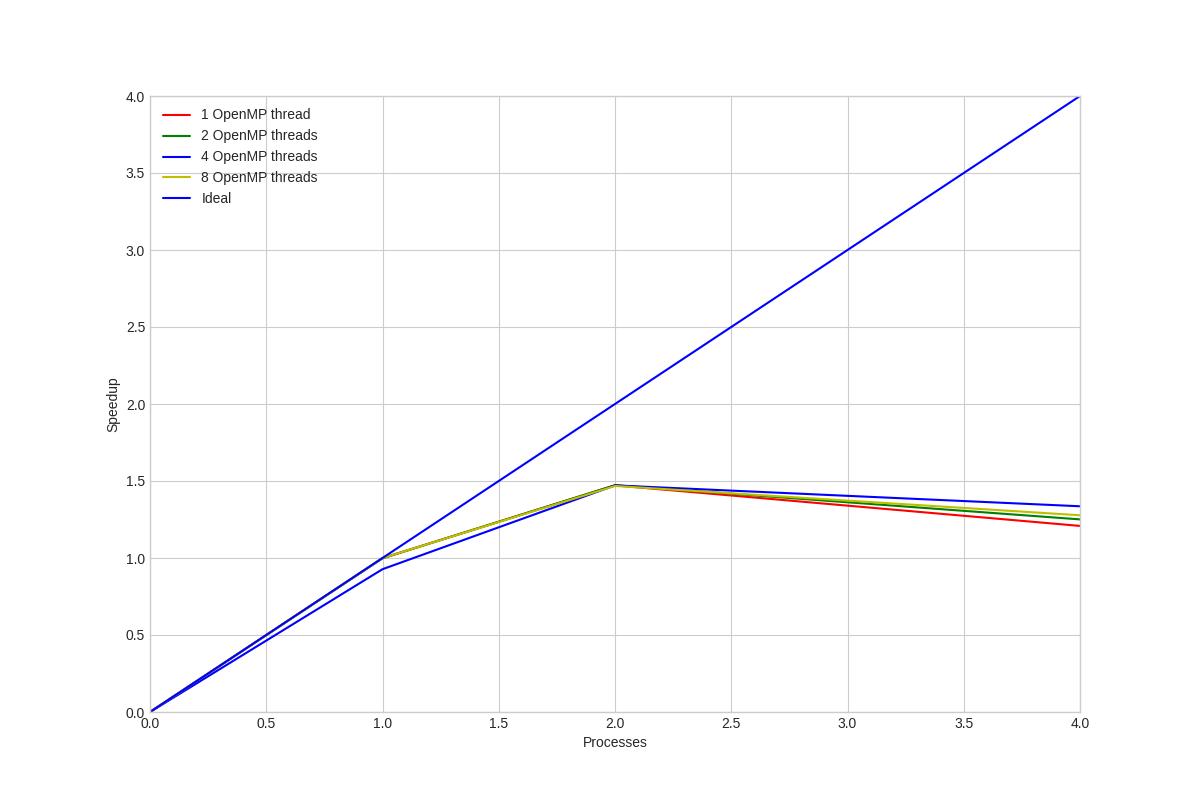 4.0
3.5
3.0
2.5
2.0
1.5
1.0
0.5
0.0
Speedup
1 OpenMP thread
2 OpenMP threads
4 OpenMP threads
8 OpenMP threads
Ideal
0.0 0.5 1.0 1.5 2.0 2.5 3.0 3.5 4.0
Processes